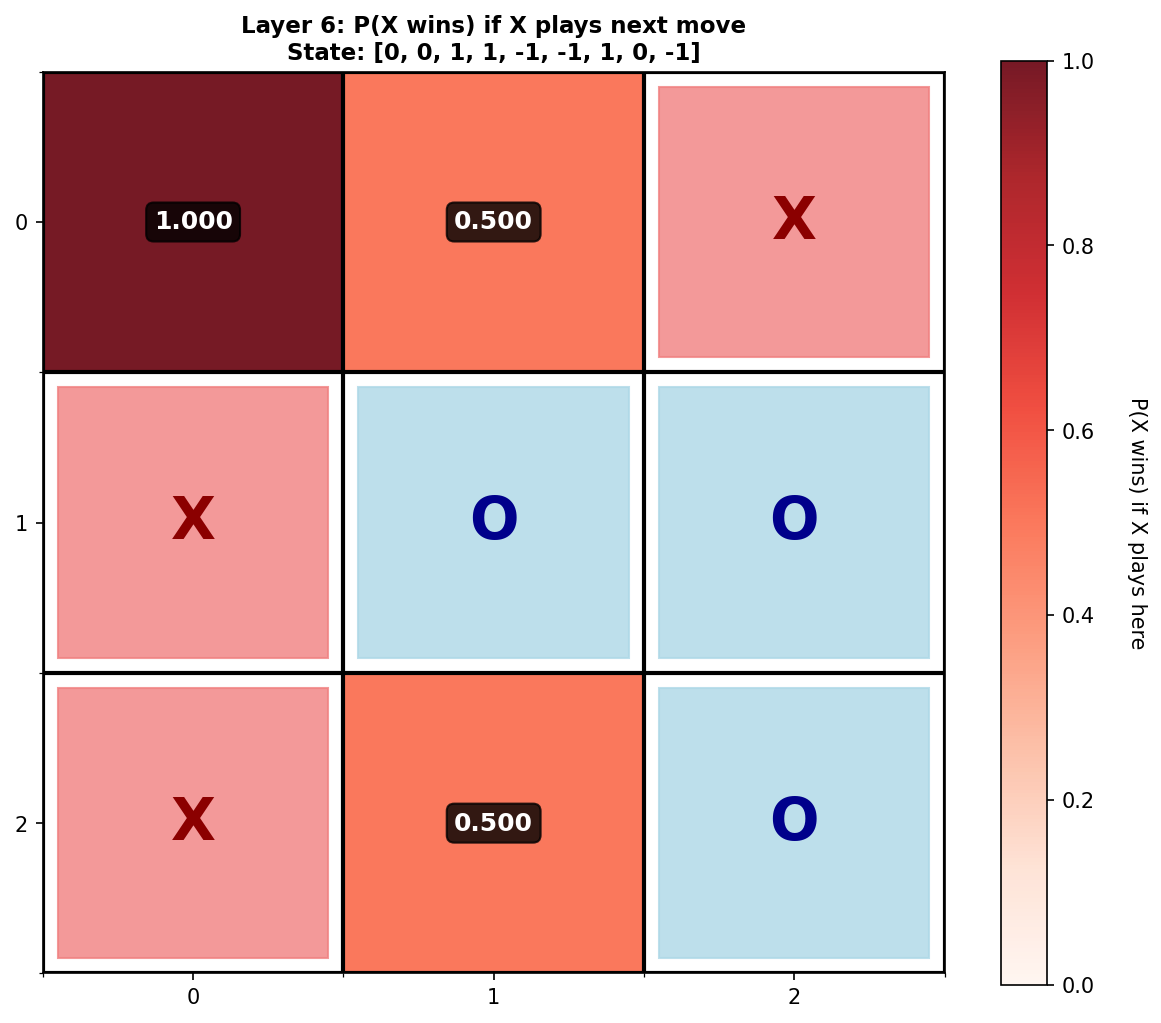 Layer 6: P(X wins) if X plays next move
State: [0, 0, 1, 1, -1, -1, 1, 0, -1]
0
1.000
0.500
X
1
X
O
O
2
X
0.500
O
0
1
2
1.0
0.8
0.6
0.4
0.2
0.0
P(X wins) if X plays here